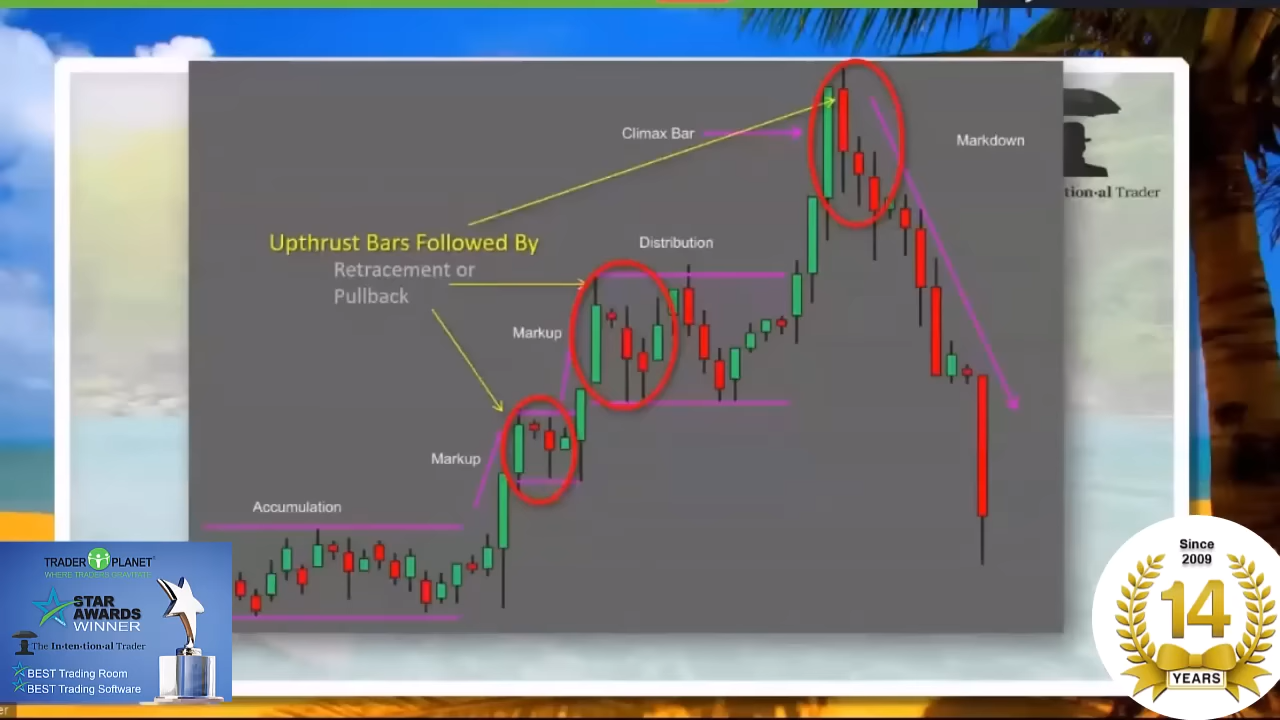 Climax Bar
Markdown
tion·al Trader
Upthrust Bars Followed By
Retracement or
Pullback
Distribution
Markup
Markup
Accumulation
TRADER PLANET
WHERE TRADERS GRAVITATE
STAR
AWARDS
WINNER
The In·ten·tion·al Trader
BEST Trading Room
BEST Trading Software
Since
2009
14
YEARS
er